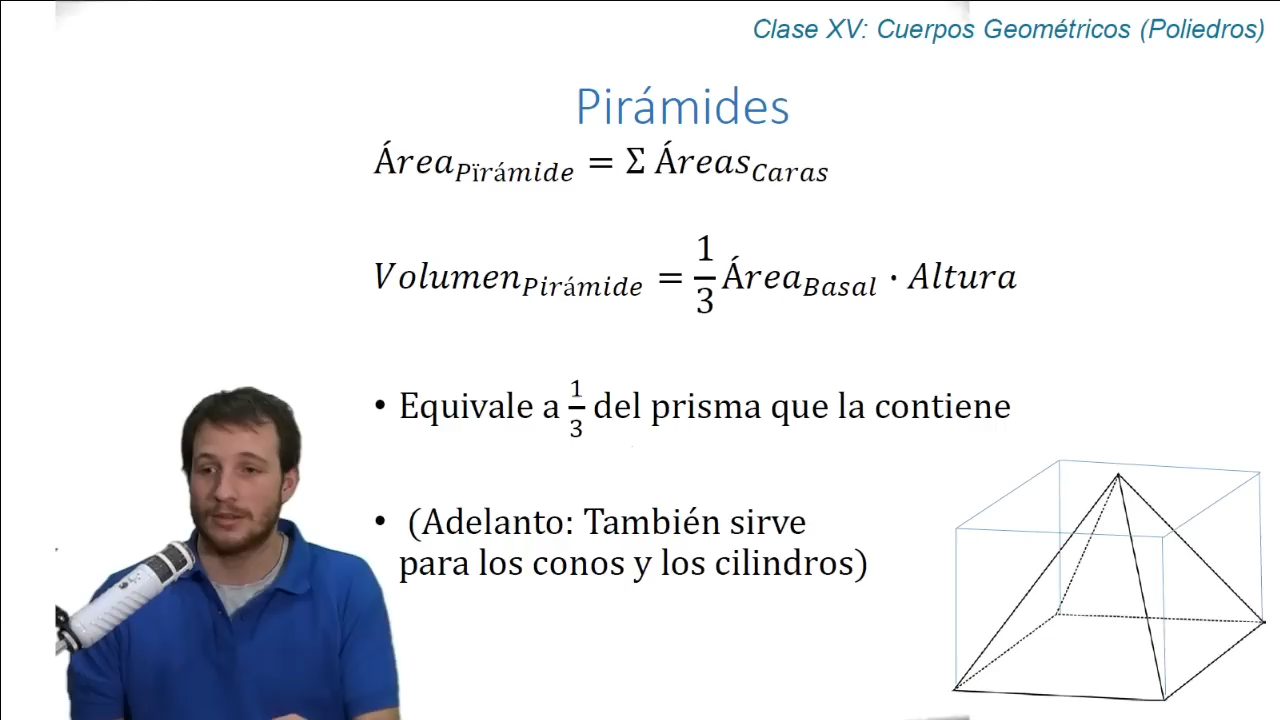 Clase XV: Cuerpos Geométricos (Poliedros)
Pirámides
Área_Pïrámide = Σ Áreas_Caras
Volumen_Pirámide = 1/3 Área_Basal · Altura
• Equivale a 1/3 del prisma que la contiene
• (Adelanto: También sirve
para los conos y los cilindros)